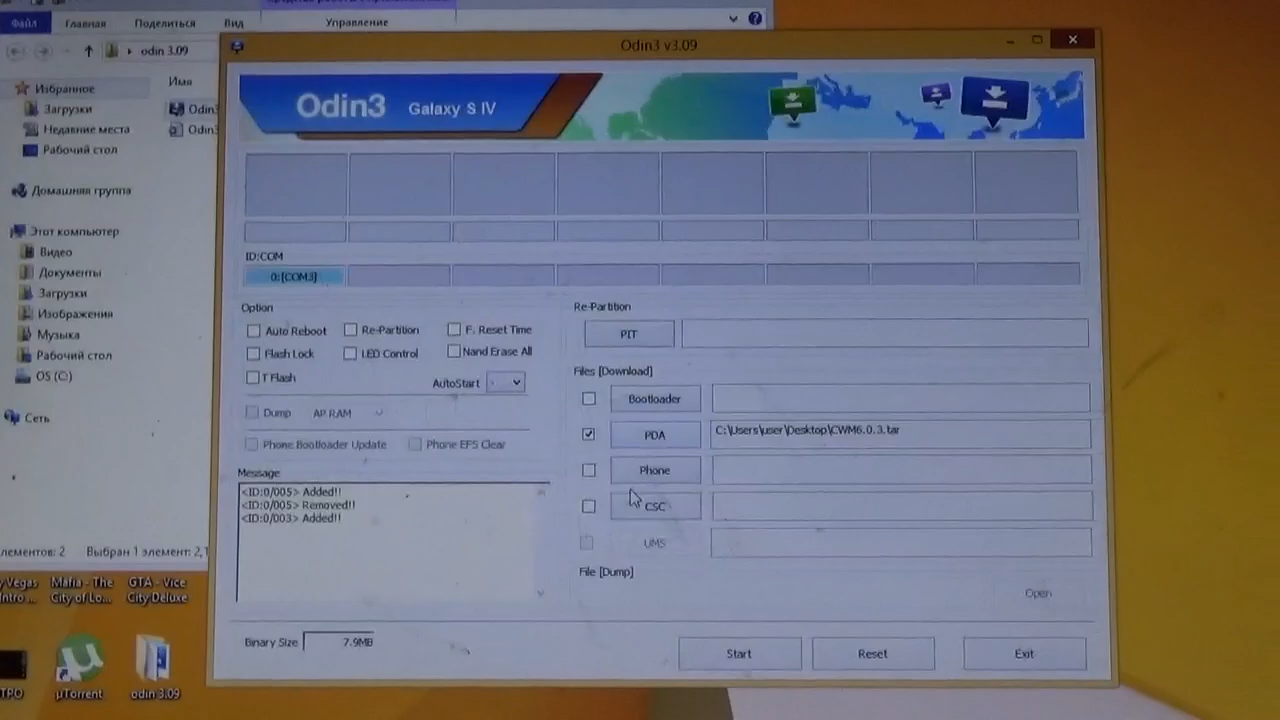 Файл
Главная
Поделиться
Вид
Управление
odin 3.09
Избранное
Загрузки
Недавние места
Рабочий стол
Домашняя группа
Этот компьютер
Видео
Документы
Загрузки
Изображения
Музыка
Рабочий стол
OS (C:)
Сеть
Имя
Odin3
Odin3
лементов: 2
Выбран 1 элемент: 2,1
Odin3 v3.09
Odin3 Galaxy S IV
ID:COM
0:[COM3]
Option
Auto Reboot
Re-Partition
F. Reset Time
Flash Lock
LED Control
Nand Erase All
T Flash
AutoStart
-
Dump
AP RAM
Phone Bootloader Update
Phone EFS Clear
Message
<ID:0/005> Added!!
<ID:0/005> Removed!!
<ID:0/003> Added!!
Binary Size
7.9MB
Re-Partition
PIT
Files [Download]
Bootloader
PDA
C:\Users\user\Desktop\CWM6.0.3.tar
Phone
CSC
UMS
File [Dump]
Open
Start
Reset
Exit
Vegas
Intro ...
Mafia - The
City of Lo...
GTA - Vice
City Deluxe
µTorrent
odin 3.09